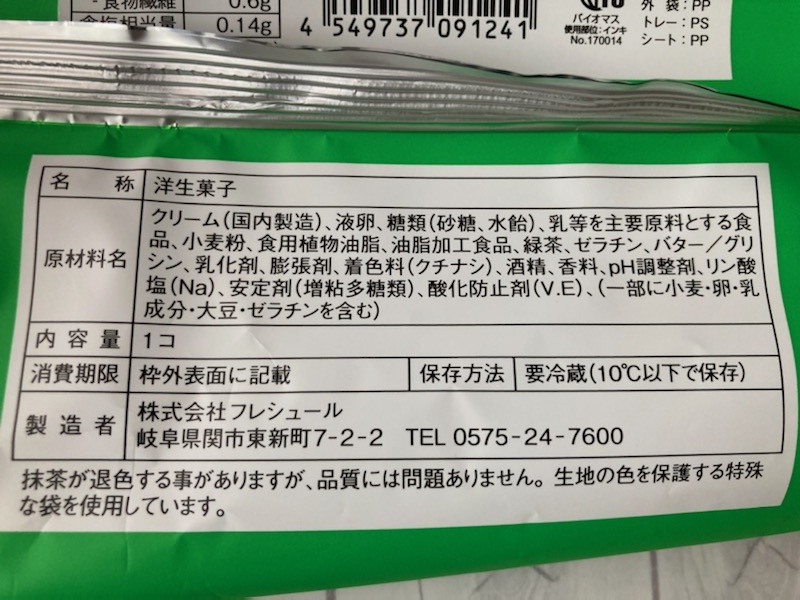 - 食物繊維 0.6g
食塩相当量 0.14g
4 549737 091241
バイオマス
使用部位:インキ
No.170014
外 袋:PP
トレー:PS
シート:PP
名 称 洋生菓子
原材料名 クリーム(国内製造)、液卵、糖類(砂糖、水飴)、乳等を主要原料とする食
品、小麦粉、食用植物油脂、油脂加工食品、緑茶、ゼラチン、バター/グリ
シン、乳化剤、膨張剤、着色料(クチナシ)、酒精、香料、pH調整剤、リン酸
塩(Na)、安定剤(増粘多糖類)、酸化防止剤(V.E)、(一部に小麦・卵・乳
成分・大豆・ゼラチンを含む)
内 容 量 1コ
消費期限 枠外表面に記載 保存方法 要冷蔵(10℃以下で保存)
製 造 者 株式会社フレシュール
岐阜県関市東新町7-2-2 TEL 0575-24-7600
抹茶が退色する事がありますが、品質には問題ありません。生地の色を保護する特殊
な袋を使用しています。